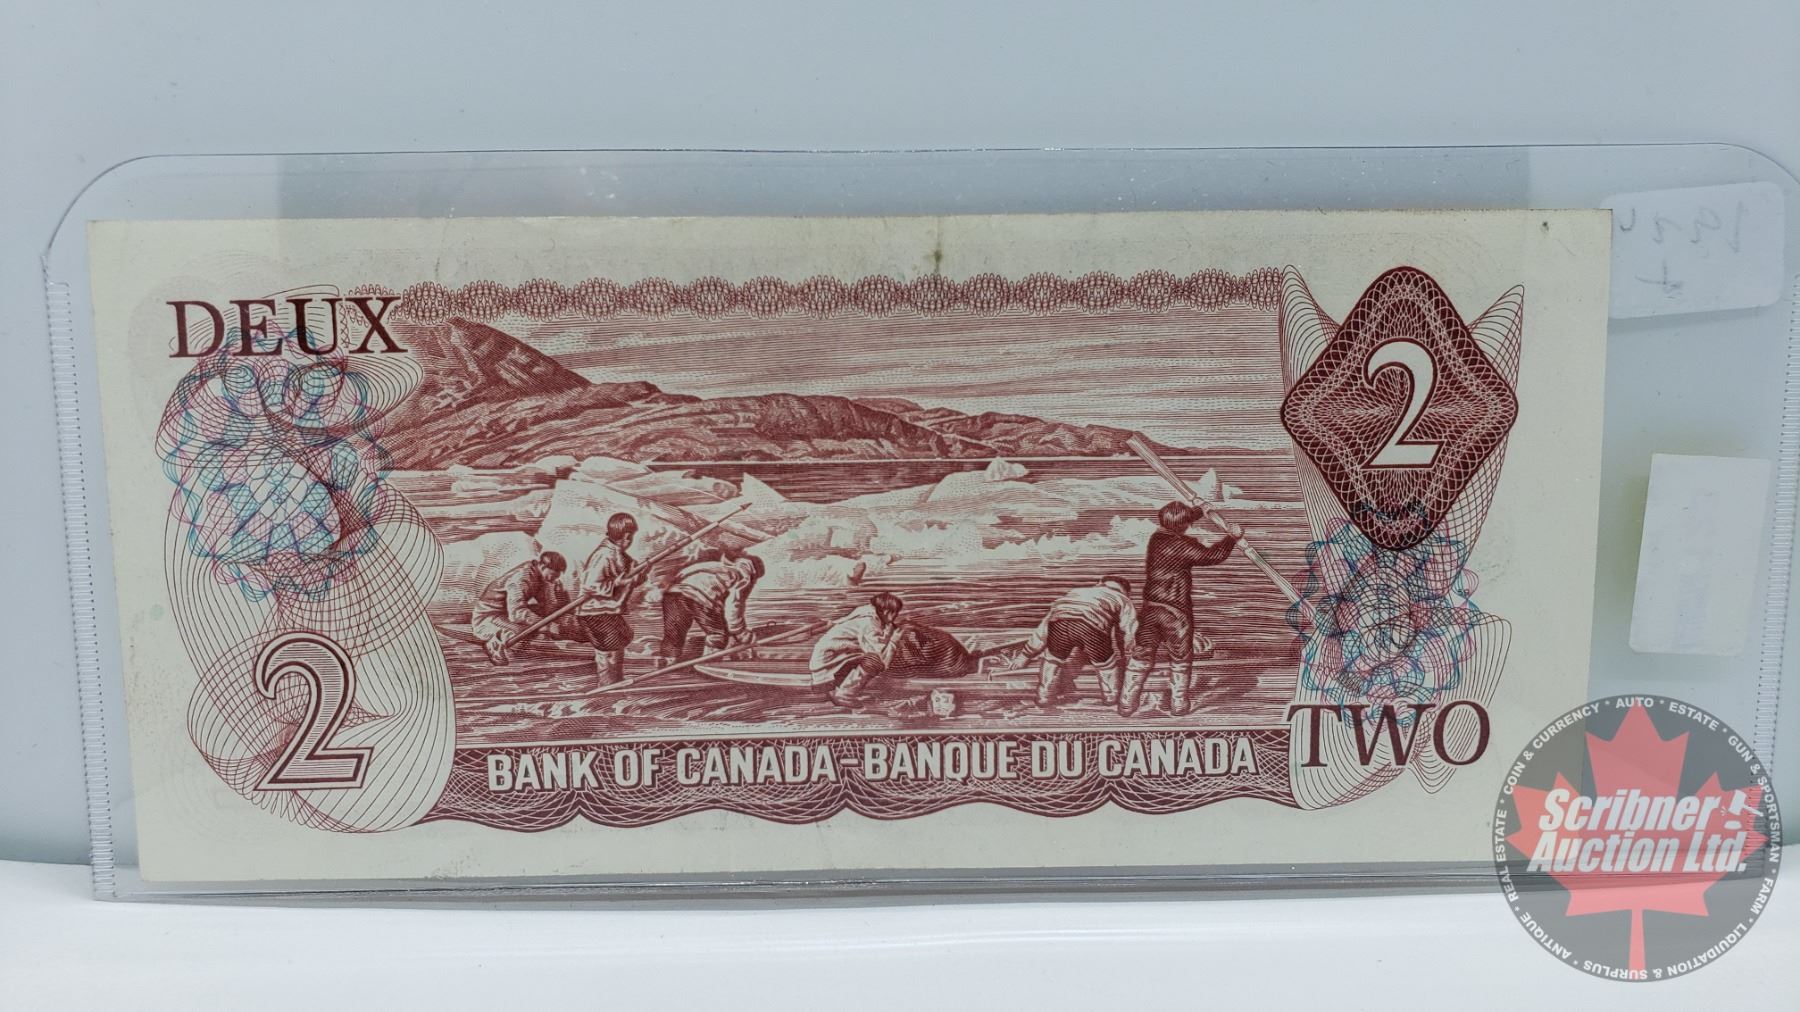 DEUX
2
2
BANK OF CANADA-BANQUE DU CANADA
TWO
Scribner
Auction Ltd.
ANTIQUE * REAL ESTATE * COIN & CURRENCY * AUTO * ESTATE * GUN & SPORTSMAN * FARM * LIQUIDATION & SURPLUS *